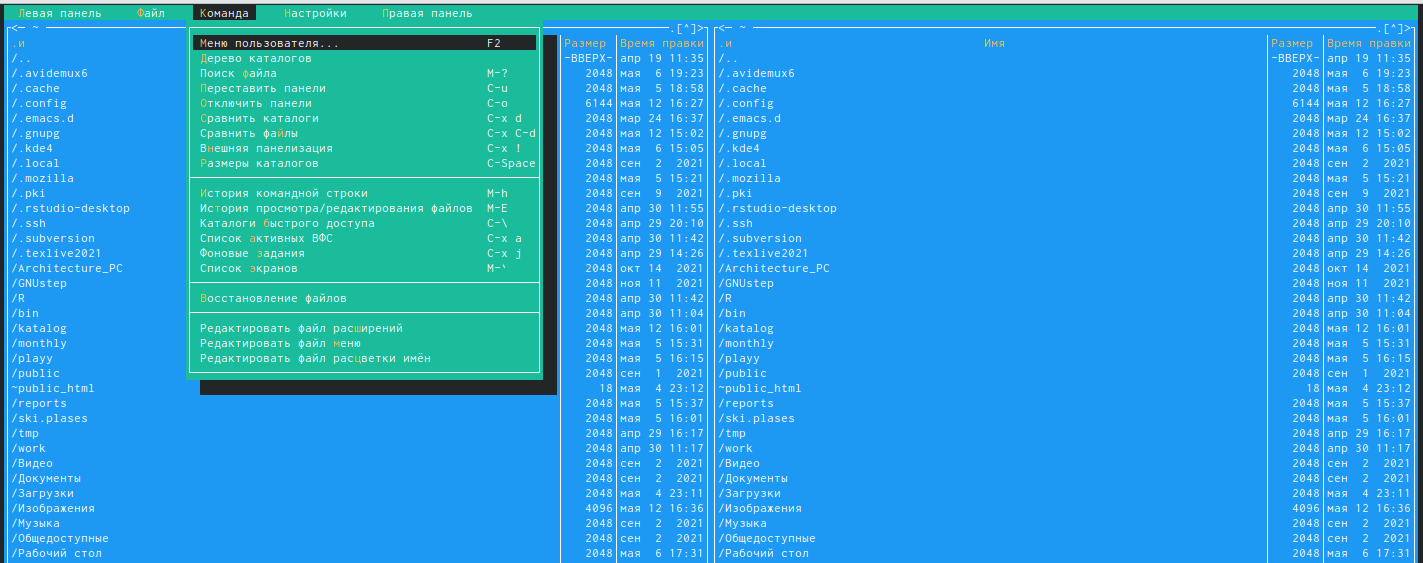 Левая панель Файл Команда Настройки Правая панель
<─ ~ .[^]> <─ ~ .[^]>
.и Размер Время правки .и Имя Размер Время правки
Меню пользователя... F2
Дерево каталогов
Поиск файла M-?
Переставить панели C-u
Отключить панели C-o
Сравнить каталоги C-x d
Сравнить файлы C-x C-d
Внешняя панелизация C-x !
Размеры каталогов C-Space
История командной строки M-h
История просмотра/редактирования файлов M-E
Каталоги быстрого доступа C-\
Список активных ВФС C-x a
Фоновые задания C-x j
Список экранов M-`
Восстановление файлов
Редактировать файл расширений
Редактировать файл меню
Редактировать файл расцветки имён
/.. -ВВЕРХ- апр 19 11:35 /.. -ВВЕРХ- апр 19 11:35
/.avidemux6 2048 мая 6 19:23 /.avidemux6 2048 мая 6 19:23
/.cache 2048 мая 5 18:58 /.cache 2048 мая 5 18:58
/.config 6144 мая 12 16:27 /.config 6144 мая 12 16:27
/.emacs.d 2048 мар 24 16:37 /.emacs.d 2048 мар 24 16:37
/.gnupg 2048 мая 12 15:02 /.gnupg 2048 мая 12 15:02
/.kde4 2048 мая 6 15:05 /.kde4 2048 мая 6 15:05
/.local 2048 сен 2 2021 /.local 2048 сен 2 2021
/.mozilla 2048 мая 5 15:21 /.mozilla 2048 мая 5 15:21
/.pki 2048 сен 9 2021 /.pki 2048 сен 9 2021
/.rstudio-desktop 2048 апр 30 11:55 /.rstudio-desktop 2048 апр 30 11:55
/.ssh 2048 апр 29 20:10 /.ssh 2048 апр 29 20:10
/.subversion 2048 апр 30 11:42 /.subversion 2048 апр 30 11:42
/.texlive2021 2048 апр 29 14:26 /.texlive2021 2048 апр 29 14:26
/Architecture_PC 2048 окт 14 2021 /Architecture_PC 2048 окт 14 2021
/GNUstep 2048 ноя 11 2021 /GNUstep 2048 ноя 11 2021
/R 2048 апр 30 11:42 /R 2048 апр 30 11:42
/bin 2048 апр 30 11:04 /bin 2048 апр 30 11:04
/katalog 2048 мая 12 16:01 /katalog 2048 мая 12 16:01
/monthly 2048 мая 5 15:31 /monthly 2048 мая 5 15:31
/playy 2048 мая 5 16:15 /playy 2048 мая 5 16:15
/public 2048 сен 1 2021 /public 2048 сен 1 2021
~public_html 18 мая 4 23:12 ~public_html 18 мая 4 23:12
/reports 2048 мая 5 15:37 /reports 2048 мая 5 15:37
/ski.plases 2048 мая 5 16:01 /ski.plases 2048 мая 5 16:01
/tmp 2048 апр 29 16:17 /tmp 2048 апр 29 16:17
/work 2048 апр 30 11:17 /work 2048 апр 30 11:17
/Видео 2048 сен 2 2021 /Видео 2048 сен 2 2021
/Документы 2048 сен 2 2021 /Документы 2048 сен 2 2021
/Загрузки 2048 мая 4 23:11 /Загрузки 2048 мая 4 23:11
/Изображения 4096 мая 12 16:36 /Изображения 4096 мая 12 16:36
/Музыка 2048 сен 2 2021 /Музыка 2048 сен 2 2021
/Общедоступные 2048 сен 2 2021 /Общедоступные 2048 сен 2 2021
/Рабочий стол 2048 мая 6 17:31 /Рабочий стол 2048 мая 6 17:31